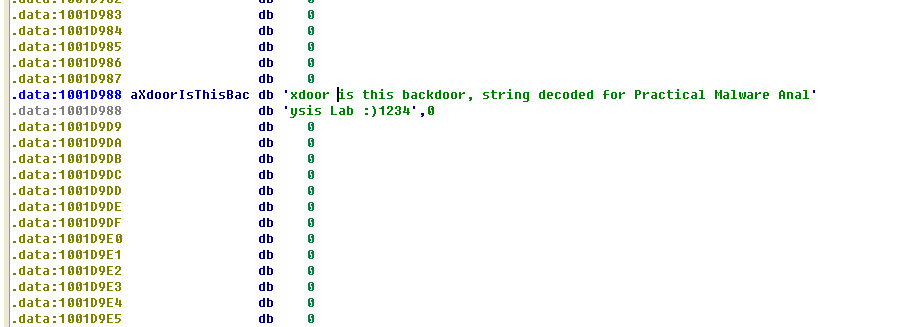 .data:1001D983 db 0
.data:1001D984 db 0
.data:1001D985 db 0
.data:1001D986 db 0
.data:1001D987 db 0
.data:1001D988 aXdoorIsThisBac db 'xdoor is this backdoor, string decoded for Practical Malware Anal'
.data:1001D988 db 'ysis Lab :)1234',0
.data:1001D9D9 db 0
.data:1001D9DA db 0
.data:1001D9DB db 0
.data:1001D9DC db 0
.data:1001D9DD db 0
.data:1001D9DE db 0
.data:1001D9DF db 0
.data:1001D9E0 db 0
.data:1001D9E1 db 0
.data:1001D9E2 db 0
.data:1001D9E3 db 0
.data:1001D9E4 db 0
.data:1001D9E5 db 0